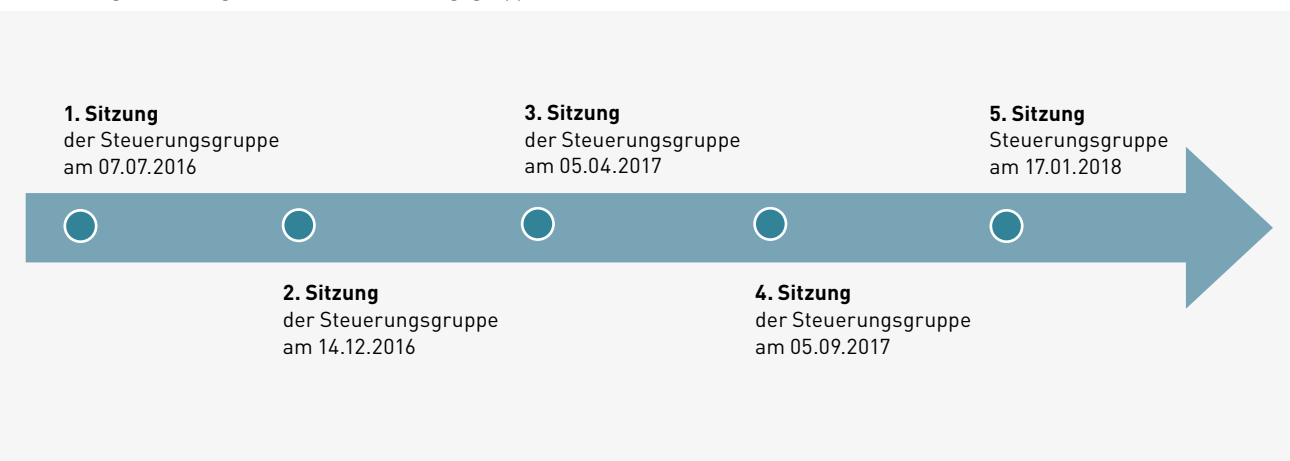 1. Sitzung
der Steuerungsgruppe
am 07.07.2016
2. Sitzung
der Steuerungsgruppe
am 14.12.2016
3. Sitzung
der Steuerungsgruppe
am 05.04.2017
4. Sitzung
der Steuerungsgruppe
am 05.09.2017
5. Sitzung
Steuerungsgruppe
am 17.01.2018